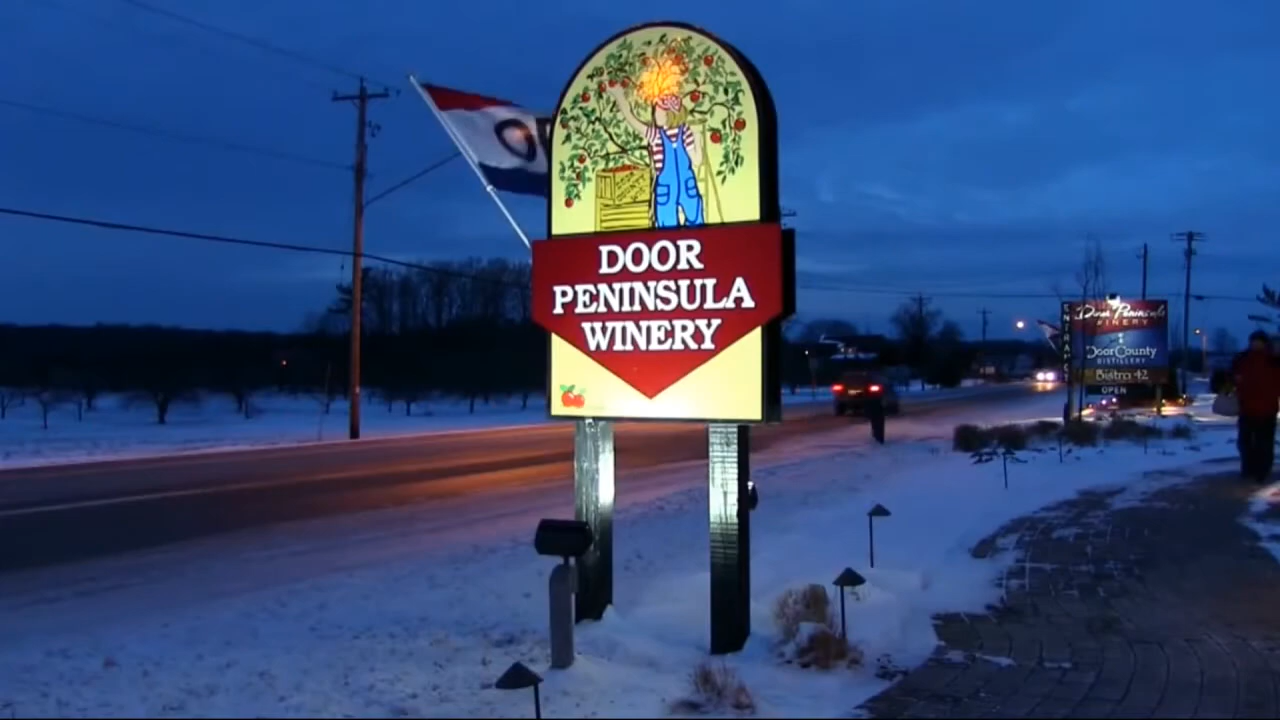 DOOR
PENINSULA
WINERY
Door Peninsula
WINERY
Door County
DISTILLERY
Bistro 42
OPEN